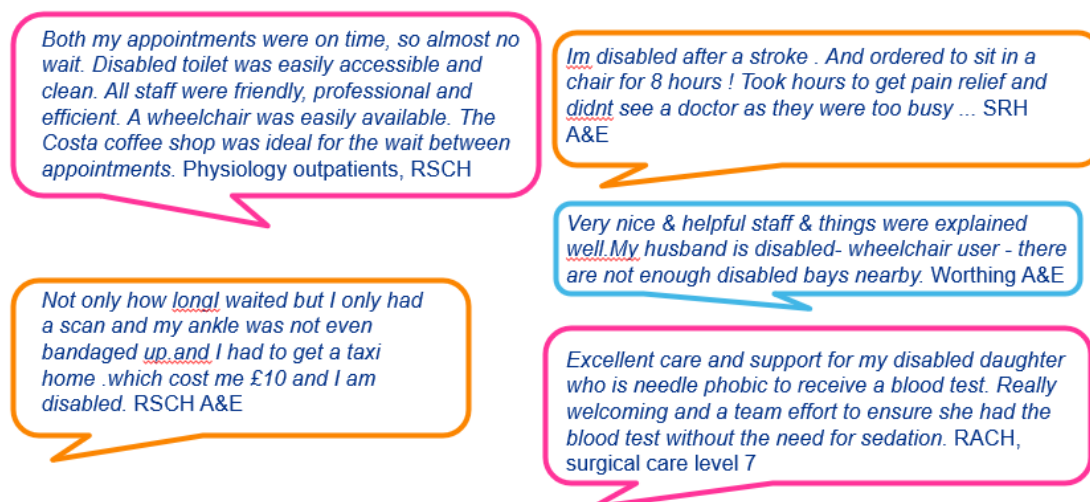 Both my appointments were on time, so almost no
wait. Disabled toilet was easily accessible and
clean. All staff were friendly, professional and
efficient. A wheelchair was easily available. The
Costa coffee shop was ideal for the wait between
appointments. Physiology outpatients, RSCH
Im disabled after a stroke . And ordered to sit in a
chair for 8 hours ! Took hours to get pain relief and
didnt see a doctor as they were too busy ... SRH
A&E
Very nice & helpful staff & things were explained
well.My husband is disabled- wheelchair user - there
are not enough disabled bays nearby. Worthing A&E
Not only how longI waited but I only had
a scan and my ankle was not even
bandaged up.and I had to get a taxi
home .which cost me £10 and I am
disabled. RSCH A&E
Excellent care and support for my disabled daughter
who is needle phobic to receive a blood test. Really
welcoming and a team effort to ensure she had the
blood test without the need for sedation. RACH,
surgical care level 7